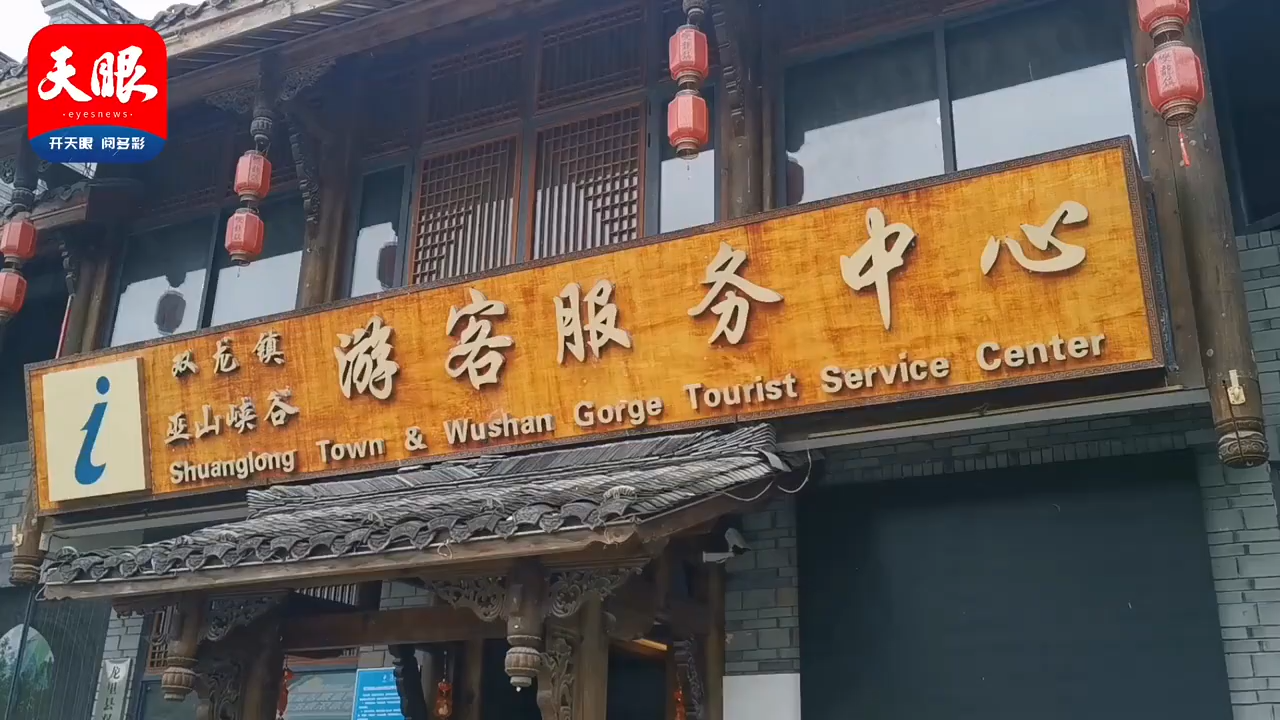 天眼
·eyesnews·
开天眼 阅多彩
双龙镇
巫山峡谷
游客服务中心
Shuanglong Town & Wushan Gorge Tourist Service Center
i